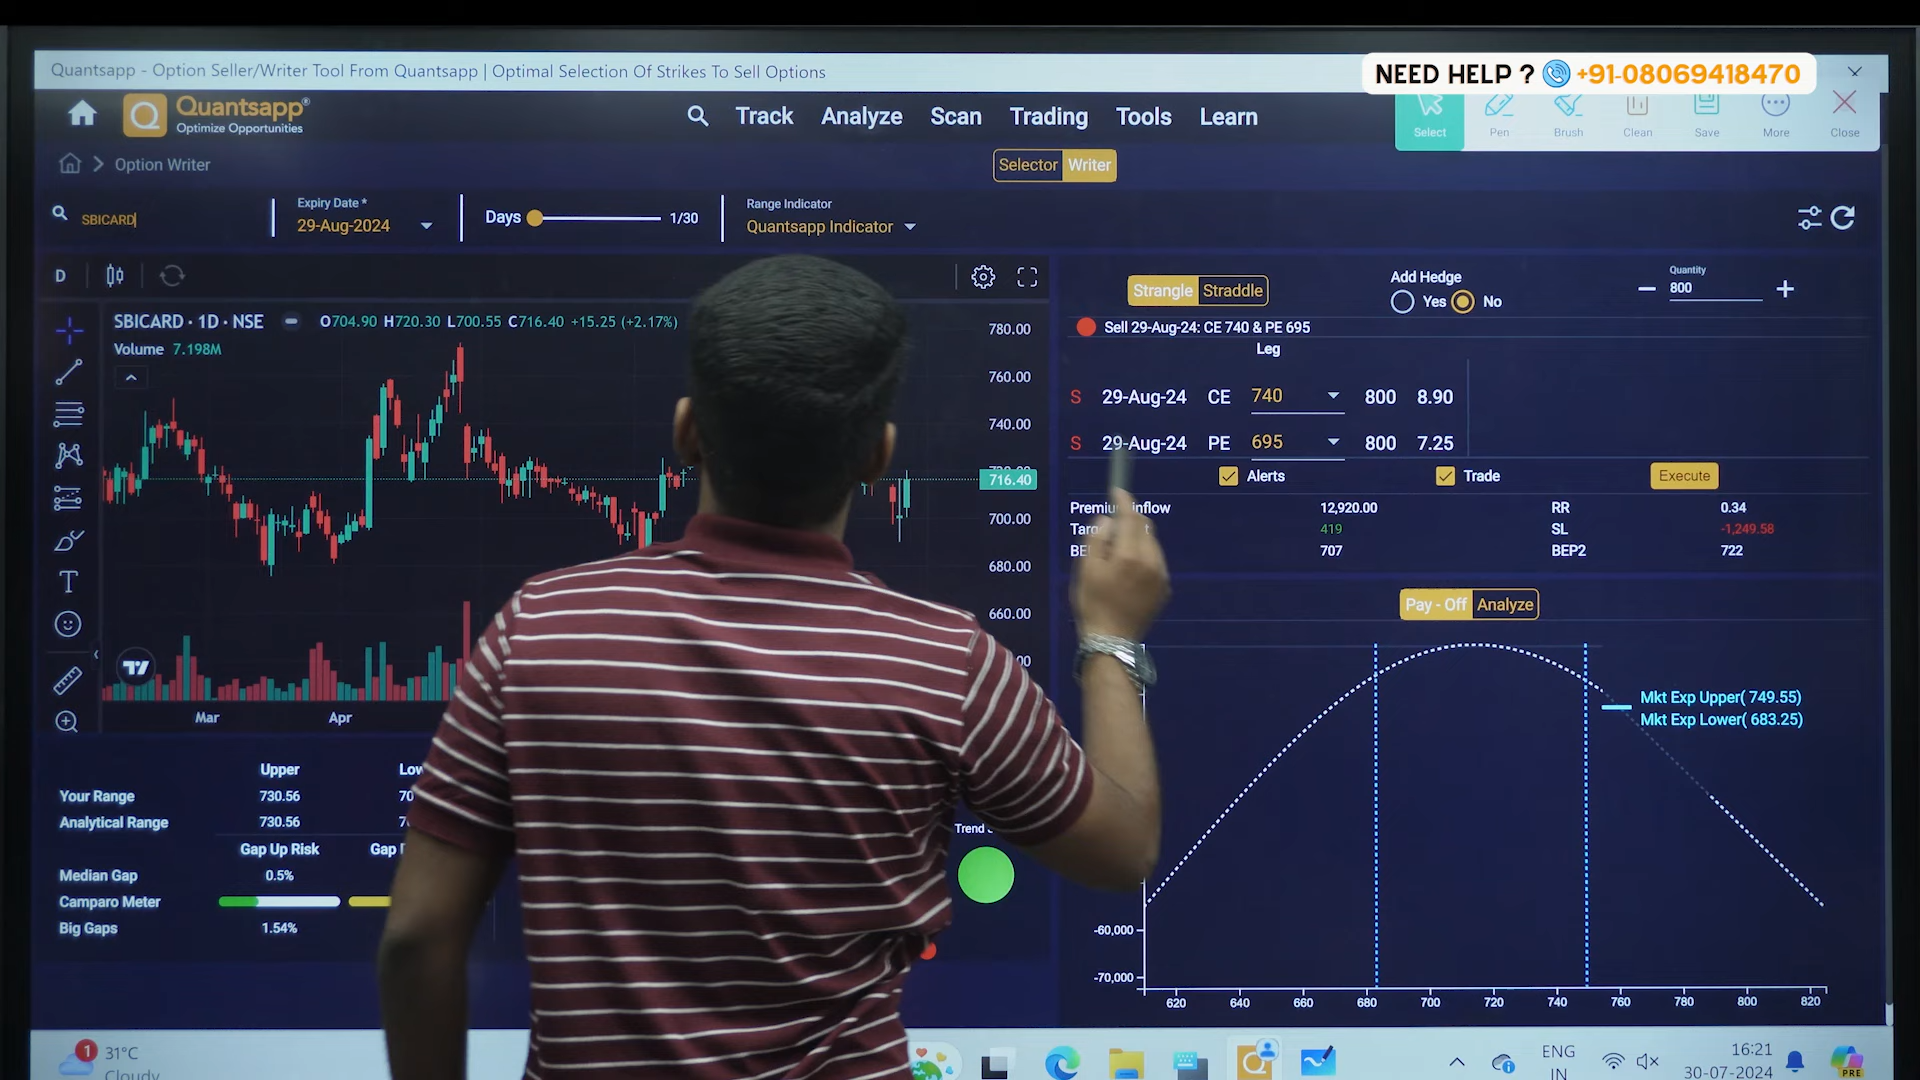 Quantsapp - Option Seller/Writer Tool From Quantsapp | Optimal Selection Of Strikes To Sell Options
NEED HELP ? +91-08069418470
Quantsapp®
Optimize Opportunities
Track Analyze Scan Trading Tools Learn
Select Pen Brush Clean Save More Close
Option Writer
Selector Writer
SBICARD
Expiry Date *
29-Aug-2024
Days 1/30
Range Indicator
Quantsapp Indicator
D
SBICARD · 1D · NSE O704.90 H720.30 L700.55 C716.40 +15.25 (+2.17%)
Volume 7.198M
780.00
760.00
740.00
716.40
700.00
680.00
660.00
Mar Apr
Strangle Straddle
Add Hedge
Yes No
Quantity
800
Sell 29-Aug-24: CE 740 & PE 695
Leg
S 29-Aug-24 CE 740 800 8.90
S 29-Aug-24 PE 695 800 7.25
Alerts Trade Execute
Premium Inflow 12,920.00 RR 0.34
419 SL -1,249.58
707 BEP2 722
Pay - Off Analyze
Mkt Exp Upper( 749.55)
Mkt Exp Lower( 683.25)
-60,000
-70,000
620 640 660 680 700 720 740 760 780 800 820
Upper
Your Range 730.56
Analytical Range 730.56
Gap Up Risk Gap
Median Gap 0.5%
Camparo Meter
Big Gaps 1.54%
Trend
1 31°C
Cloudy
ENG
IN
16:21
30-07-2024
PRE